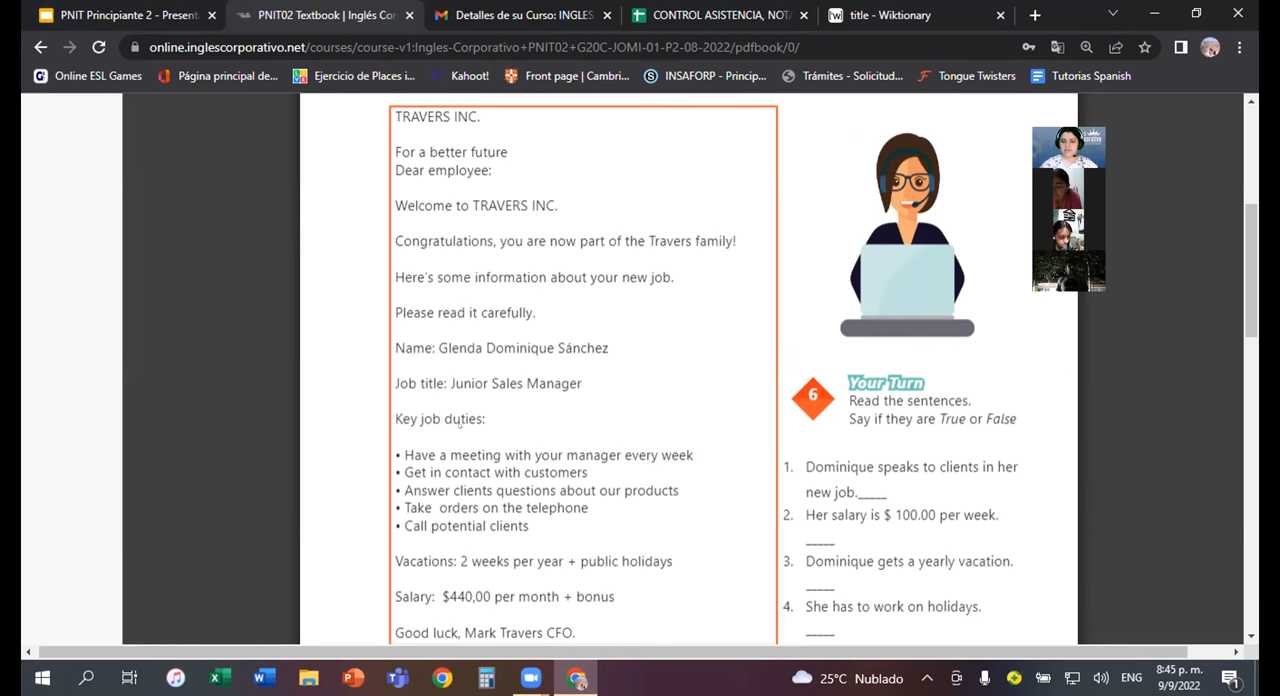 PNIT Principiante 2 - Present
PNIT02 Textbook | Inglés Cor
Detalles de su Curso: INGLES
CONTROL ASISTENCIA, NOTA
title - Wiktionary
online.inglescorporativo.net/courses/course-v1:Ingles-Corporativo+PNIT02+G20C-JOMI-01-P2-08-2022/pdfbook/0/
Online ESL Games
Página principal de...
Ejercicio de Places i...
Kahoot!
Front page | Cambri...
INSAFORP - Princip...
Trámites - Solicitud...
Tongue Twisters
Tutorias Spanish
TRAVERS INC.
For a better future
Dear employee:
Welcome to TRAVERS INC.
Congratulations, you are now part of the Travers family!
Here's some information about your new job.
Please read it carefully.
Name: Glenda Dominique Sánchez
Job title: Junior Sales Manager
Key job duties:
• Have a meeting with your manager every week
• Get in contact with customers
• Answer clients questions about our products
• Take orders on the telephone
• Call potential clients
Vacations: 2 weeks per year + public holidays
Salary: $440,00 per month + bonus
Good luck, Mark Travers CFO.
6
Your Turn
Read the sentences.
Say if they are True or False
1. Dominique speaks to clients in her
new job._____
2. Her salary is $ 100.00 per week.
_____
3. Dominique gets a yearly vacation.
_____
4. She has to work on holidays.
_____
25°C Nublado
ENG
8:45 p. m.
9/9/2022
1